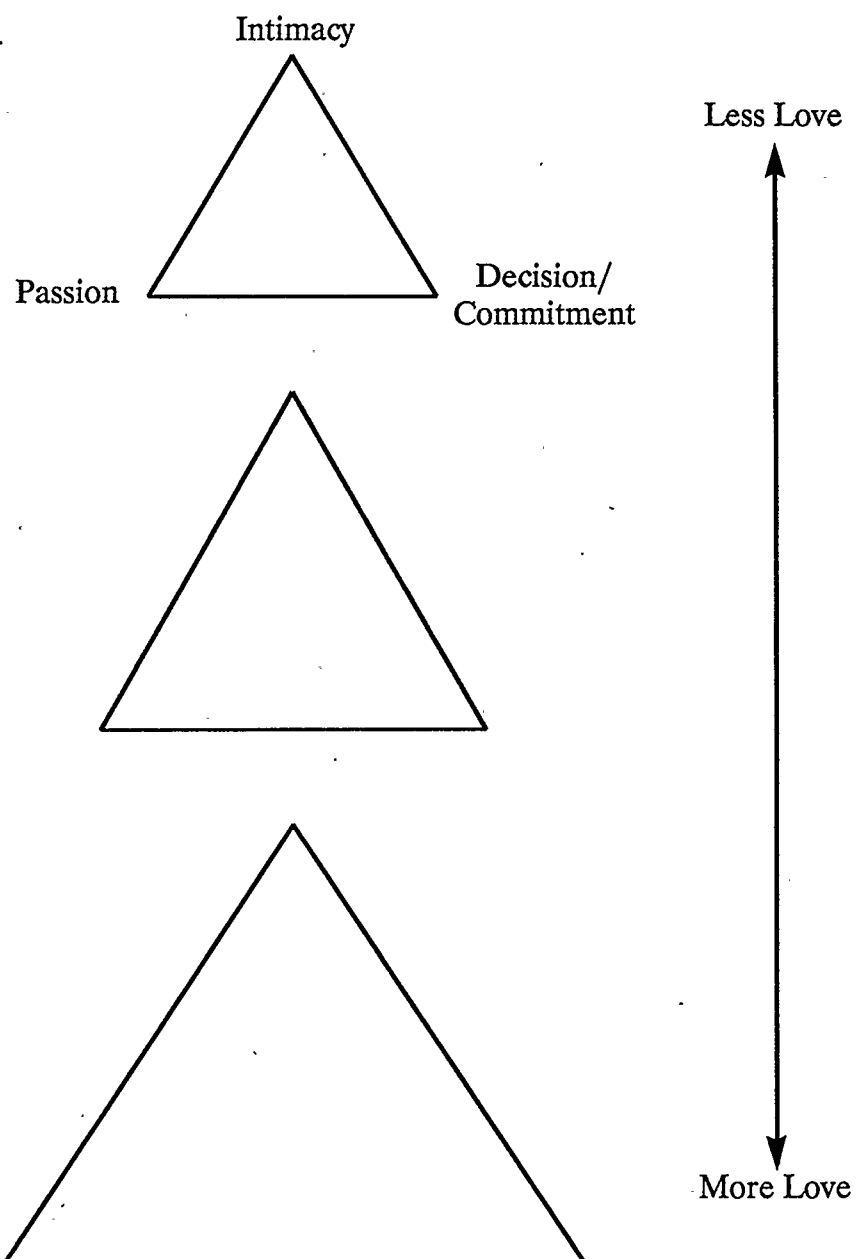 Intimacy
Less Love
Passion
Decision/
Commitment
More Love